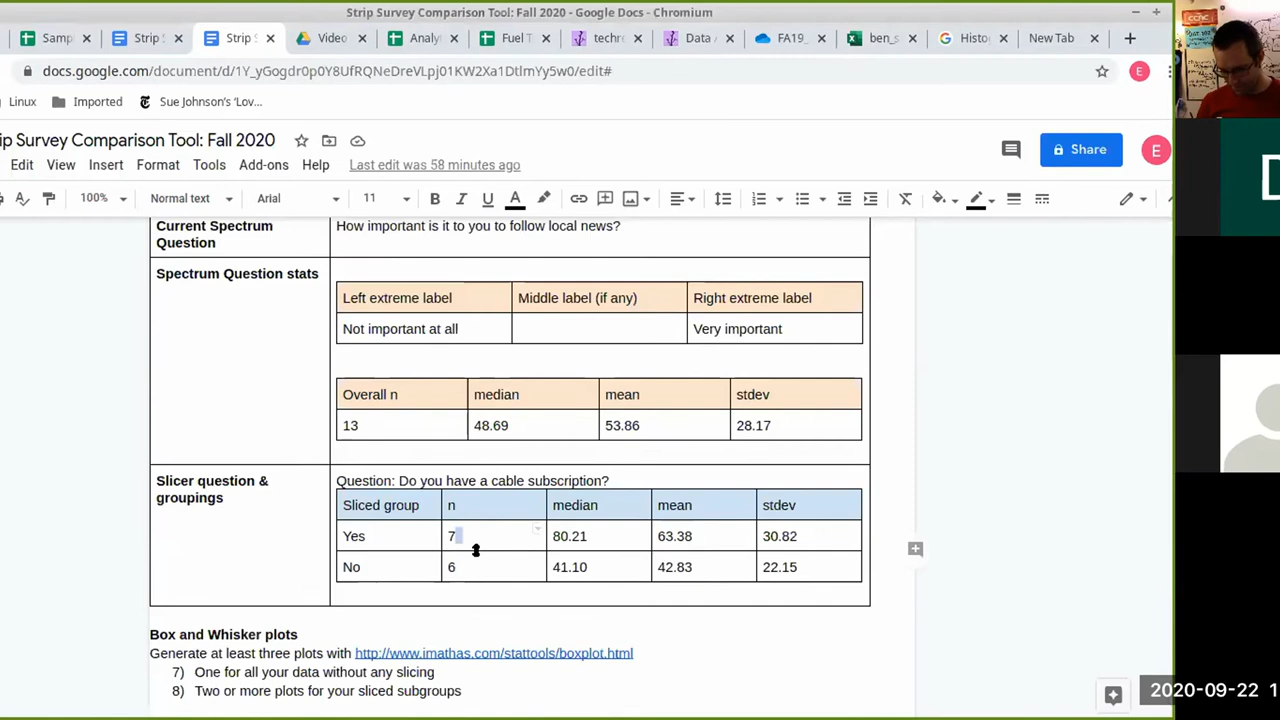 Strip Survey Comparison Tool: Fall 2020 - Google Docs - Chromium
Samp Strip S Strip S Video Analy Fuel T techre Data A FA19_ ben_s Histo New Tab
docs.google.com/document/d/1Y_yGogdr0p0Y8UfRQNeDreVLpj01KW2Xa1DtlmYy5w0/edit#
Linux Imported Sue Johnson's 'Lov...
ip Survey Comparison Tool: Fall 2020
Share
E
Edit View Insert Format Tools Add-ons Help Last edit was 58 minutes ago
100% Normal text Arial 11
Current Spectrum
Question
How important is it to you to follow local news?
Spectrum Question stats
Left extreme label Middle label (if any) Right extreme label
Not important at all Very important
Overall n median mean stdev
13 48.69 53.86 28.17
Slicer question &
groupings
Question: Do you have a cable subscription?
Sliced group n median mean stdev
Yes 7 80.21 63.38 30.82
No 6 41.10 42.83 22.15
Box and Whisker plots
Generate at least three plots with http://www.imathas.com/stattools/boxplot.html
7) One for all your data without any slicing
8) Two or more plots for your sliced subgroups
2020-09-22 1